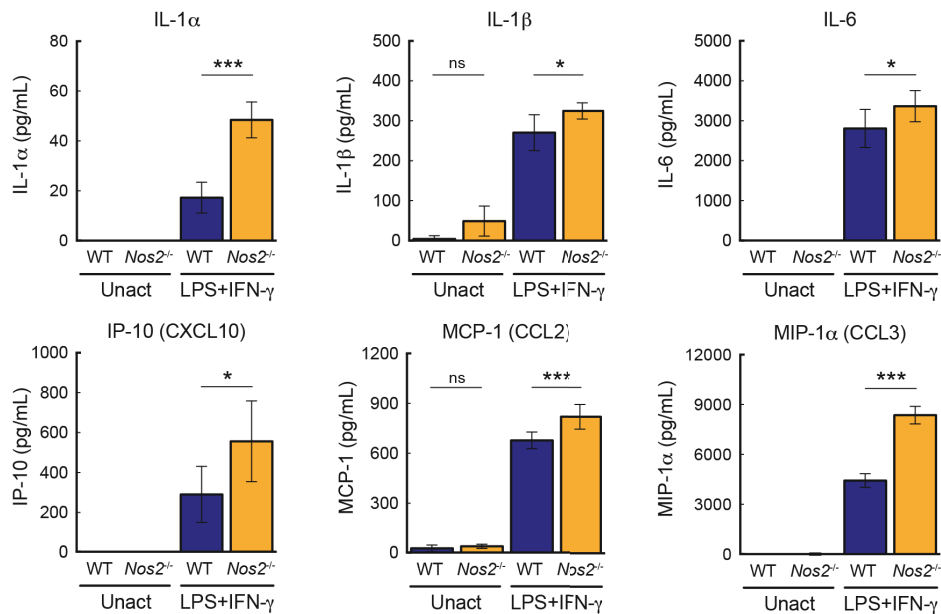 IL-1α
IL-1α (pg/mL)
80
60
40
20
0
***
WT Nos2-/- WT Nos2-/-
Unact LPS+IFN-γ
IL-1β
IL-1β (pg/mL)
500
400
300
200
100
0
ns *
WT Nos2-/- WT Nos2-/-
Unact LPS+IFN-γ
IL-6
IL-6 (pg/mL)
6000
5000
4000
3000
2000
1000
0
*
WT Nos2-/- WT Nos2-/-
Unact LPS+IFN-γ
IP-10 (CXCL10)
IP-10 (pg/mL)
1000
800
600
400
200
0
*
WT Nos2-/- WT Nos2-/-
Unact LPS+IFN-γ
MCP-1 (CCL2)
MCP-1 (pg/mL)
1200
900
600
300
0
ns ***
WT Nos2-/- WT Nos2-/-
Unact LPS+IFN-γ
MIP-1α (CCL3)
MIP-1α (pg/mL)
12000
9000
6000
3000
0
***
WT Nos2-/- WT Nos2-/-
Unact LPS+IFN-γ